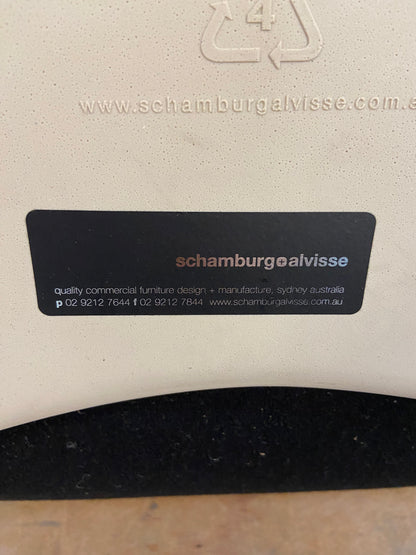 4
www.schamburgalvisse.com.a
schamburg+alvisse
quality commercial furniture design + manufacture, sydney australia
p 02 9212 7644 f 02 9212 7844 www.schamburgalvisse.com.au